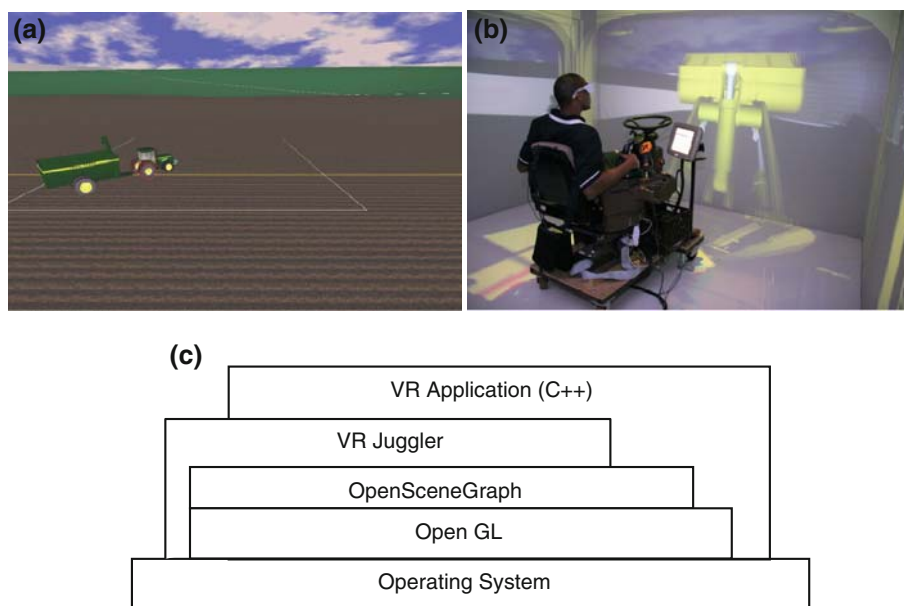 (a)
(b)
(c)
VR Application (C++)
VR Juggler
OpenSceneGraph
Open GL
Operating System